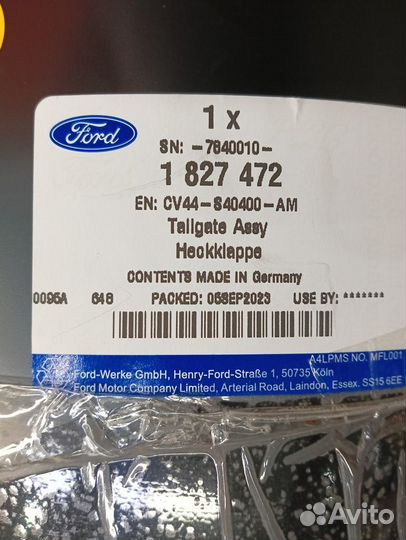 Ford
1 x
SN: -7840010-
1 827 472
EN: CV44-S40400-AM
Tailgate Assy
Heckklappe
CONTENTS MADE IN Germany
0095A 648 PACKED: 05SEP2023 USE BY: *******
A4LPMS NO. MFL001
Ford-Werke GmbH, Henry-Ford-Straße 1, 50735 Köln
Ford Motor Company Limited, Arterial Road, Laindon, Essex. SS15 6EE
Avito